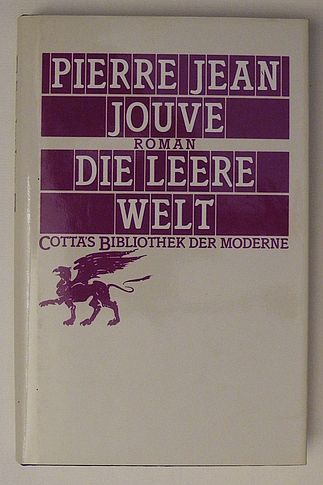 PIERRE JEAN
JOUVE
ROMAN
DIE LEERE
WELT
COTTA'S BIBLIOTHEK DER MODERNE